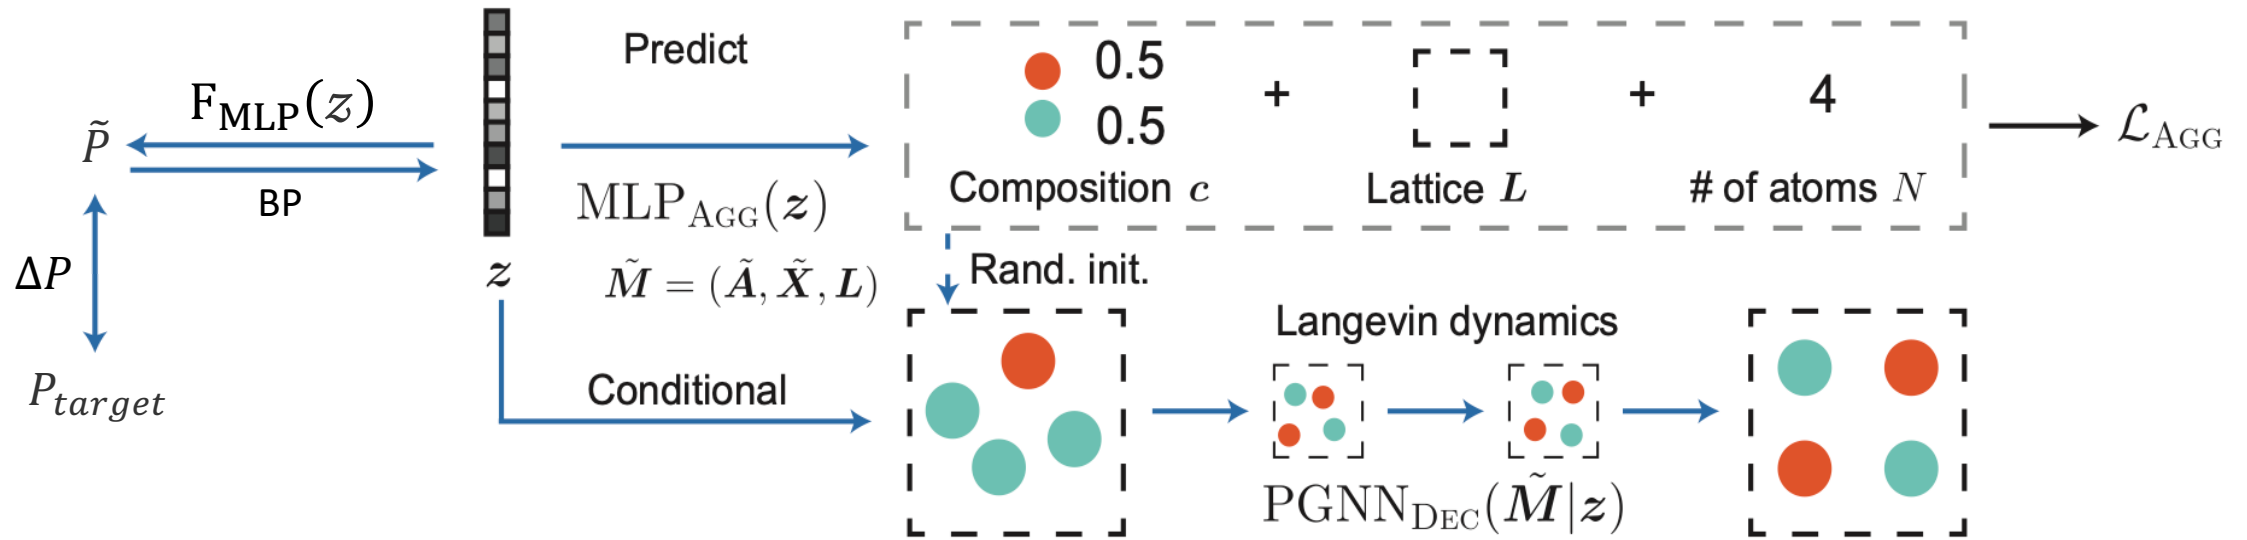 Predict
0.5
0.5
+
+
4
Composition c
Lattice L
# of atoms N
ℒ_AGG
F_MLP(z)
P̃
BP
MLP_AGG(z)
z
M̃ = (Ã, X̃, L)
ΔP
P_target
Rand. init.
Conditional
Langevin dynamics
PGNN_DEC(M̃|z)